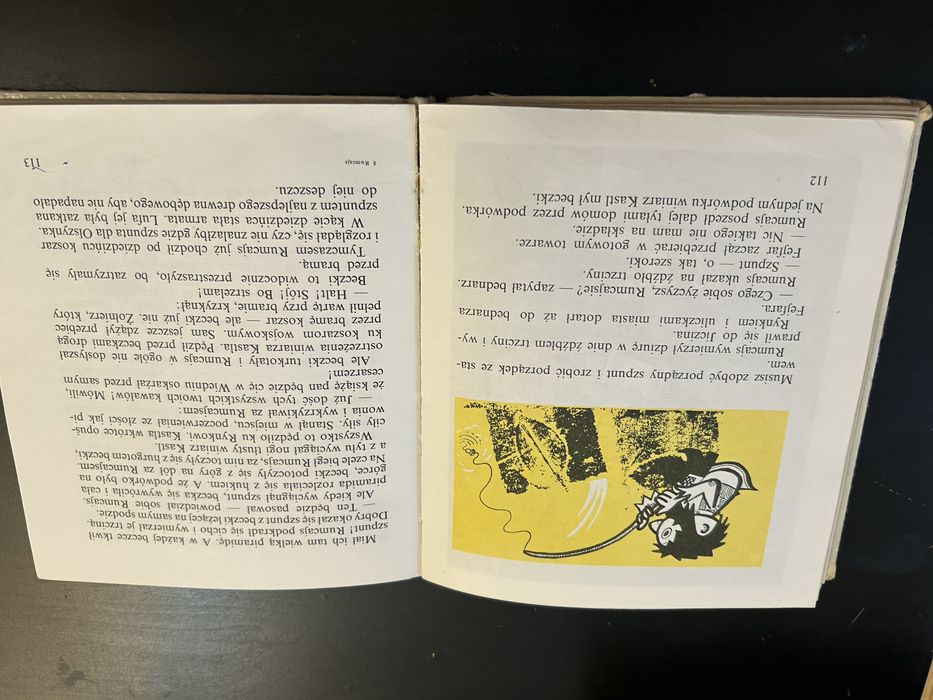 Musisz zdobyć porządny szpunt i zrobić porządek ze sta-
wem.
Rumcajs wymierzył dziurę w dnie źdźbłem trzciny i wy-
prawił się do Jiczina.
Rynkiem i uliczkami miasta dotarł aż do bednarza
Fejfara.
— Czego sobie życzysz, Rumcajsie? — zapytał bednarz.
Rumcajs ukazał na źdźbło trzciny.
— Szpunt — o, tak szeroki.
Fejfar zaczął przebierać w gotowym towarze.
— Nic takiego nie mam na składzie.
Rumcajs poszedł dalej tyłami domów przez podwórka.
Na jednym podwórku winiarz Kastl mył beczki.
112
Miał ich tam wielką piramidę. A w każdej beczce tkwił
szpunt! Rumcajs podkradł się cicho i wymierzał je trzciną.
Dobry okazał się szpunt z beczki leżącej na samym spodzie.
— Ten będzie pasował — powiedział sobie Rumcajs.
Ale kiedy wyciągnął szpunt, beczka się wywróciła i cała
piramida rozleciała się z hukiem. A że podwórko było na
górce, beczki potoczyły się z góry na dół za Rumcajsem.
Na czele biegł Rumcajs, za nim toczyły się z hurgotem beczki,
a z tyłu wyciągał nogi tłusty winiarz Kastl.
Wszystko to pędziło ku Rynkowi. Kastla wkrótce opuś-
ciły siły. Stanął w miejscu, poczerwieniał ze złości jak pi-
wonia i wykrzykiwał za Rumcajsem:
— Już dość tych wszystkich twoich kawałów! Mówili,
że książę pan będzie cię w Wiedniu oskarżał przed samym
cesarzem!
Ale beczki turkotały i Rumcajs w ogóle nie dosłyszał
ostrzeżenia winiarza Kastla. Pędził przed beczkami drogą
ku koszarom wojskowym. Sam jeszcze zdążył przebiec
przez bramę koszar — ale beczki już nie. Żołnierz, który
pełnił wartę przy bramie, krzyknął:
— Halt! Stój! Bo strzelam!
Beczki to widocznie przestraszyło, bo zatrzymały się
przed bramą.
Tymczasem Rumcajs już chodził po dziedzińcu koszar
i rozglądał się, czy nie znalazłby gdzie szpunta dla Olszynka.
W kącie dziedzińca stała armata. Lufa jej była zatkana
szpuntem z najlepszego drewna dębowego, aby nie napadało
do niej deszczu.
8 Rumcajs
113